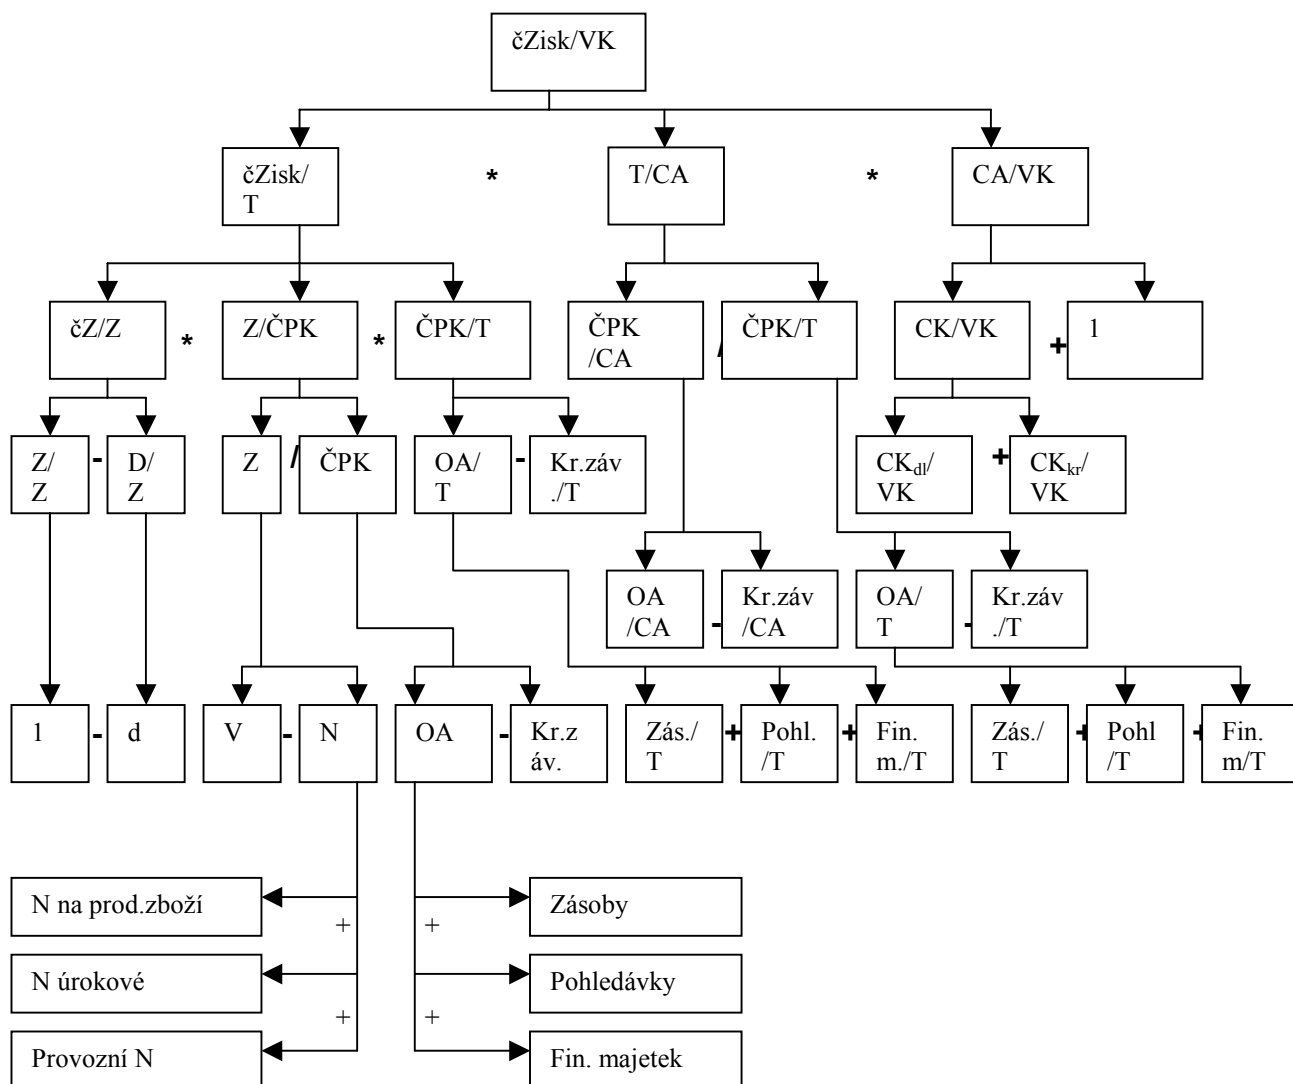 čZisk/VK
čZisk/
T
*
T/CA
*
CA/VK
čZ/Z
*
Z/ČPK
*
ČPK/T
ČPK
/CA
/
ČPK/T
CK/VK
+
1
Z/
Z
-
D/
Z
Z
/
ČPK
OA/
T
-
Kr.záv
./T
CKdl/
VK
+
CKkr/
VK
OA
/CA
-
Kr.záv
/CA
OA/
T
-
Kr.záv
./T
1
-
d
V
-
N
OA
-
Kr.z
áv.
Zás./
T
+
Pohl.
/T
+
Fin.
m./T
Zás./
T
+
Pohl
/T
+
Fin.
m/T
N na prod.zboží
+
+
Zásoby
N úrokové
+
+
Pohledávky
Provozní N
Fin. majetek